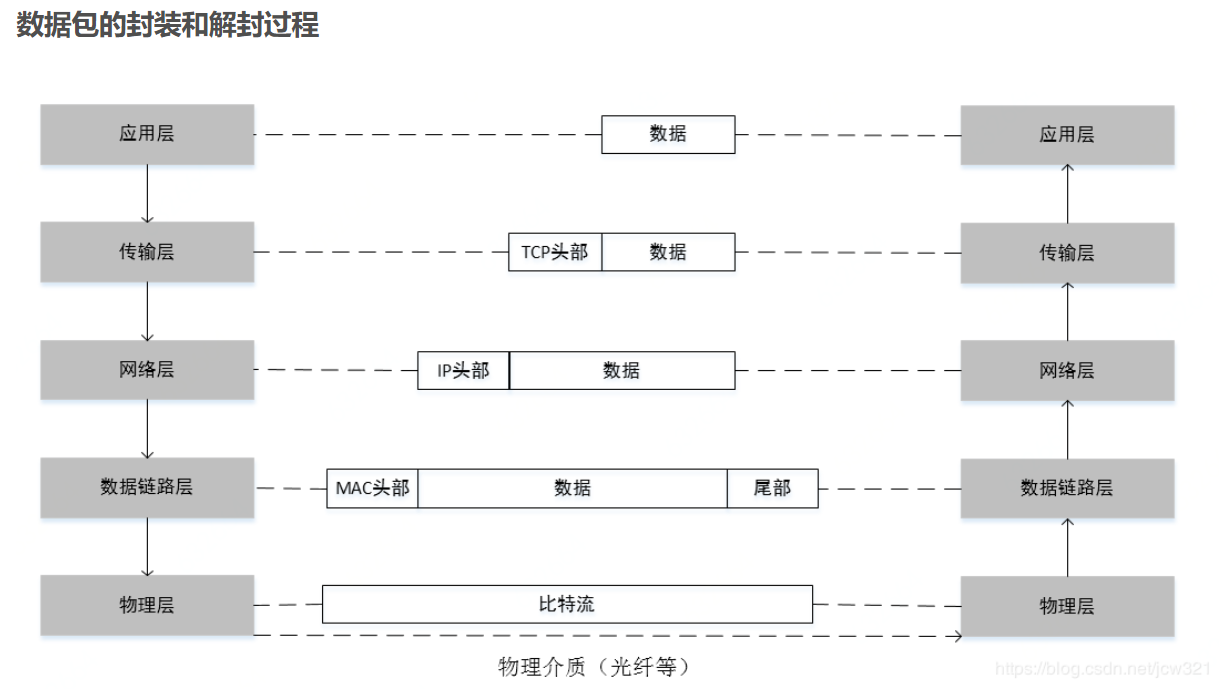 数据包的封装和解封过程
应用层 数据 应用层
传输层 TCP头部 数据 传输层
网络层 IP头部 数据 网络层
数据链路层 MAC头部 数据 尾部 数据链路层
物理层 比特流 物理层
物理介质（光纤等）
https://blog.csdn.net/jcw321